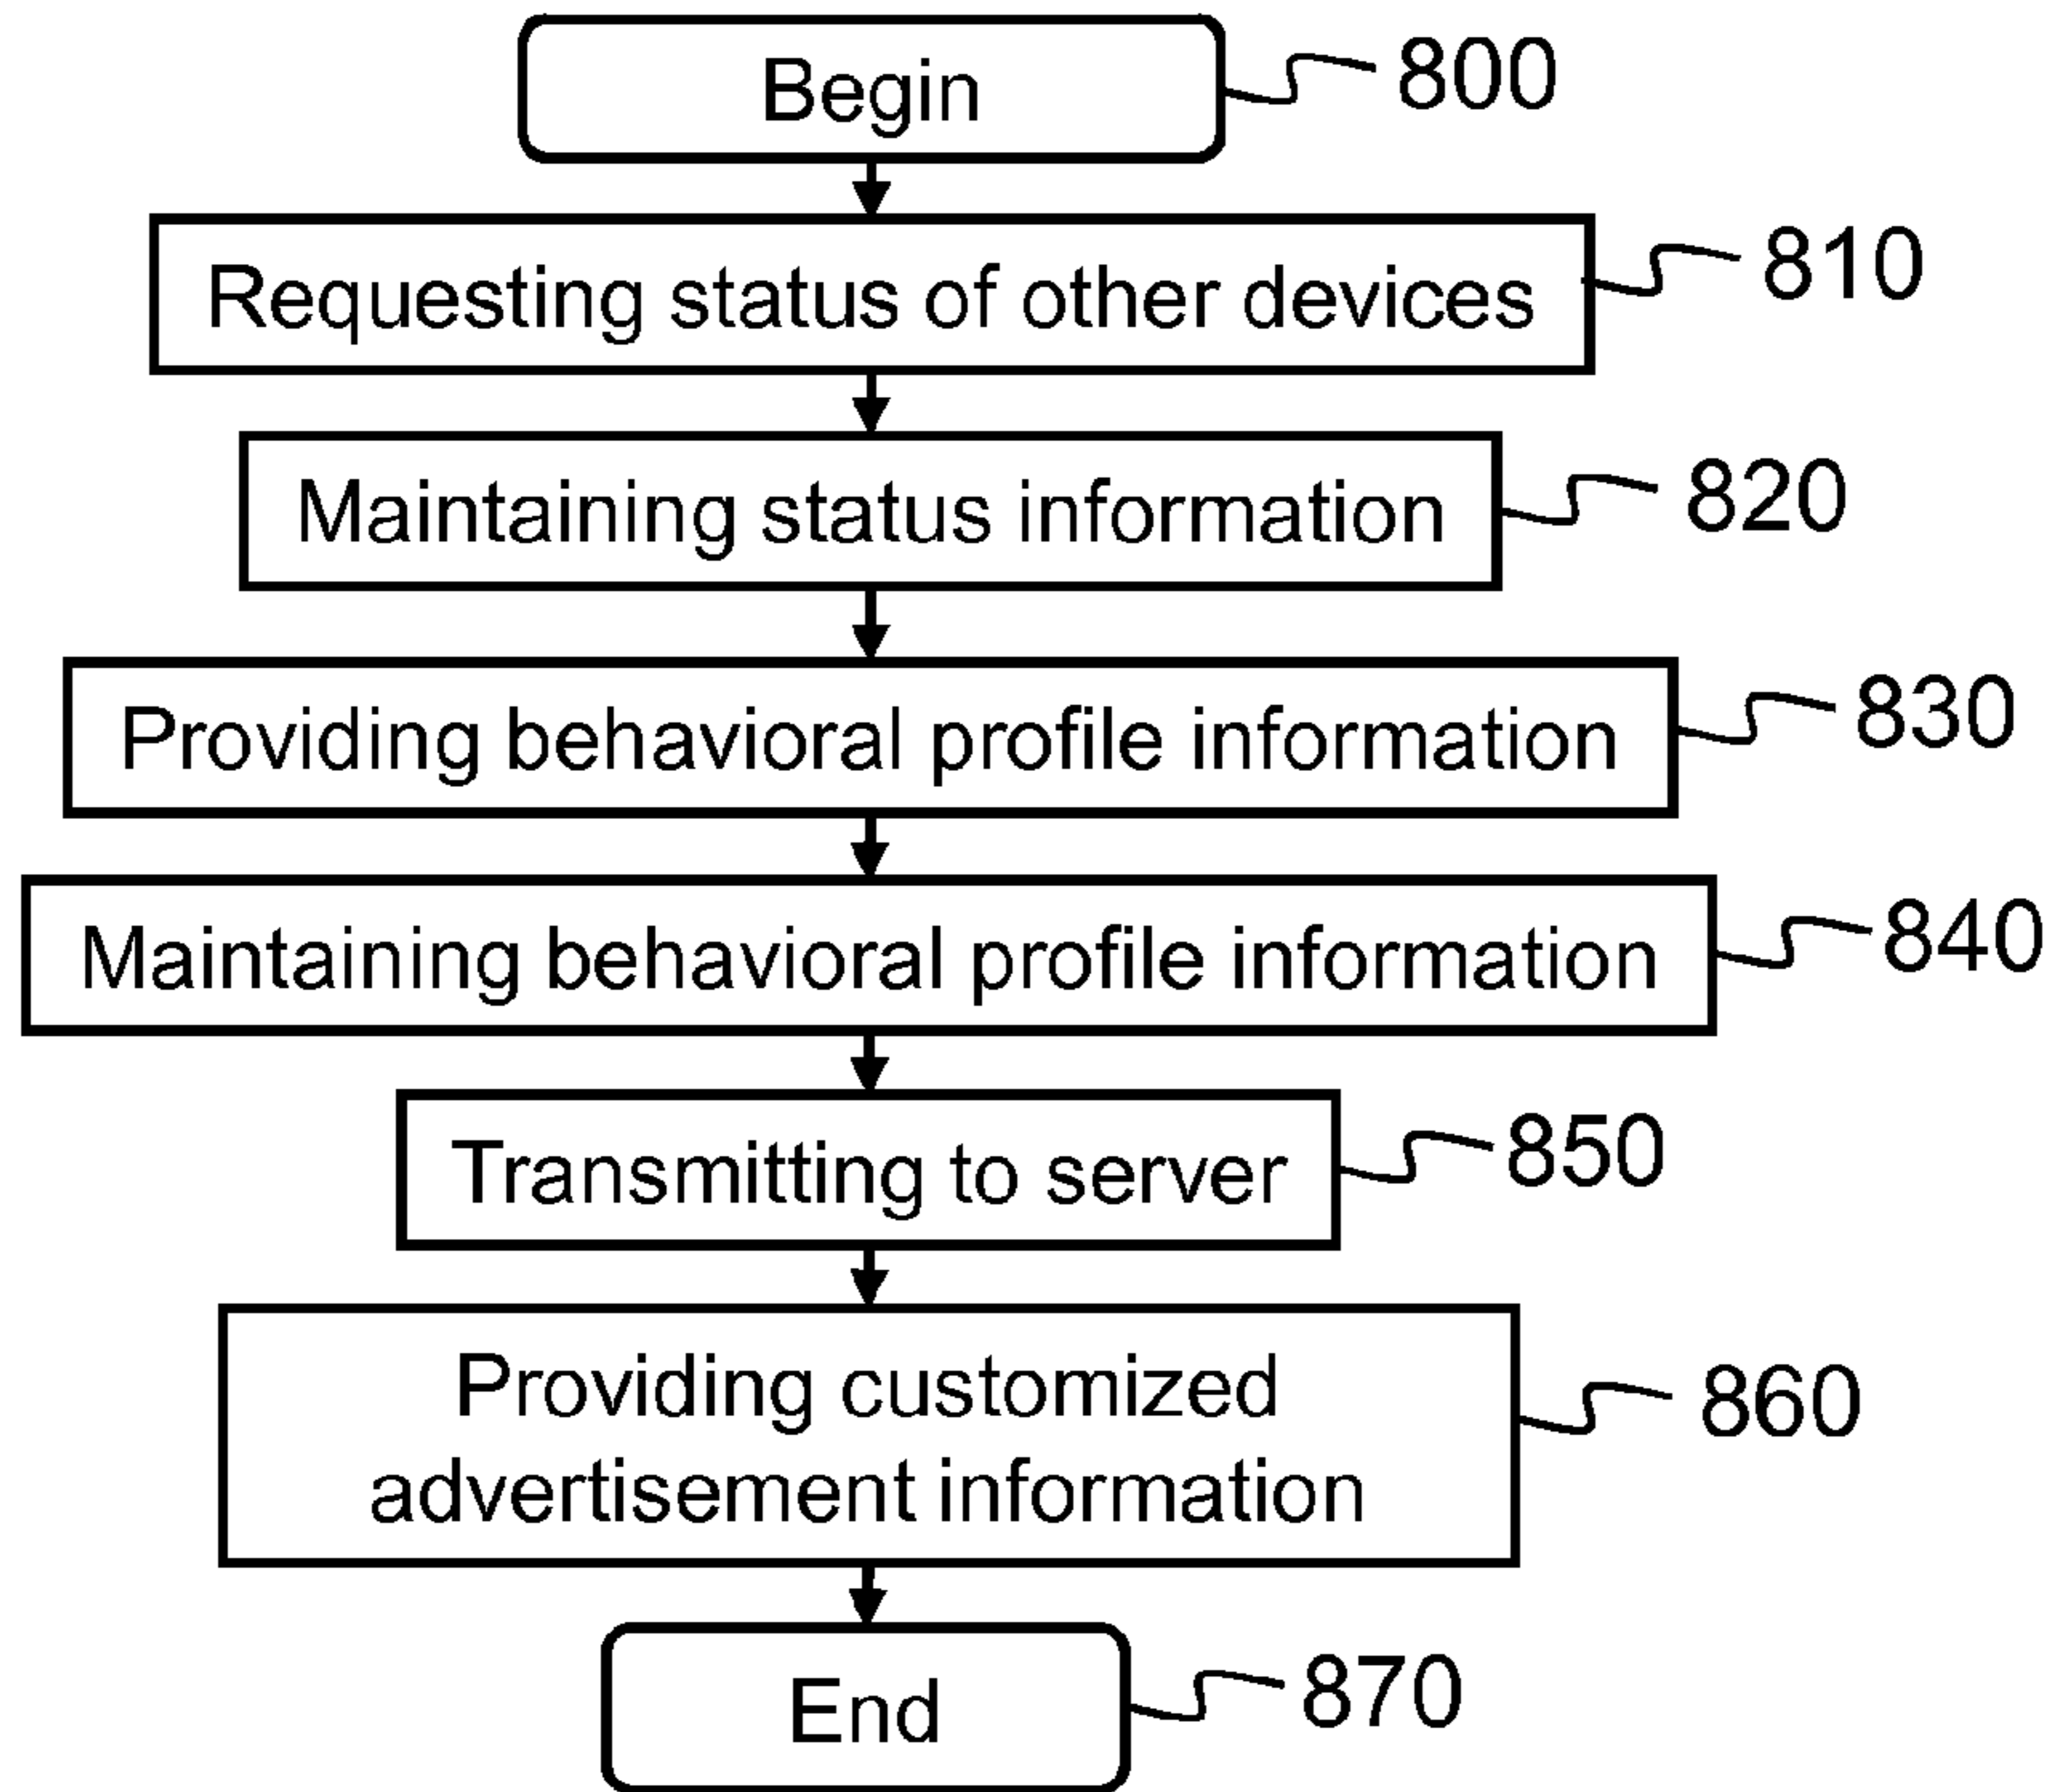 Begin
800
Requesting status of other devices
810
Maintaining status information
820
Providing behavioral profile information
830
Maintaining behavioral profile information
840
Transmitting to server
850
Providing customized
advertisement information
860
End
870